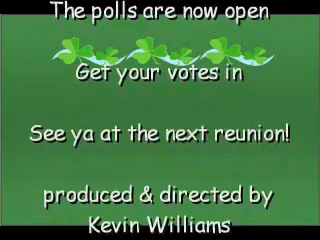 The polls are now open
Get your votes in
See ya at the next reunion!
produced & directed by
Kevin Williams